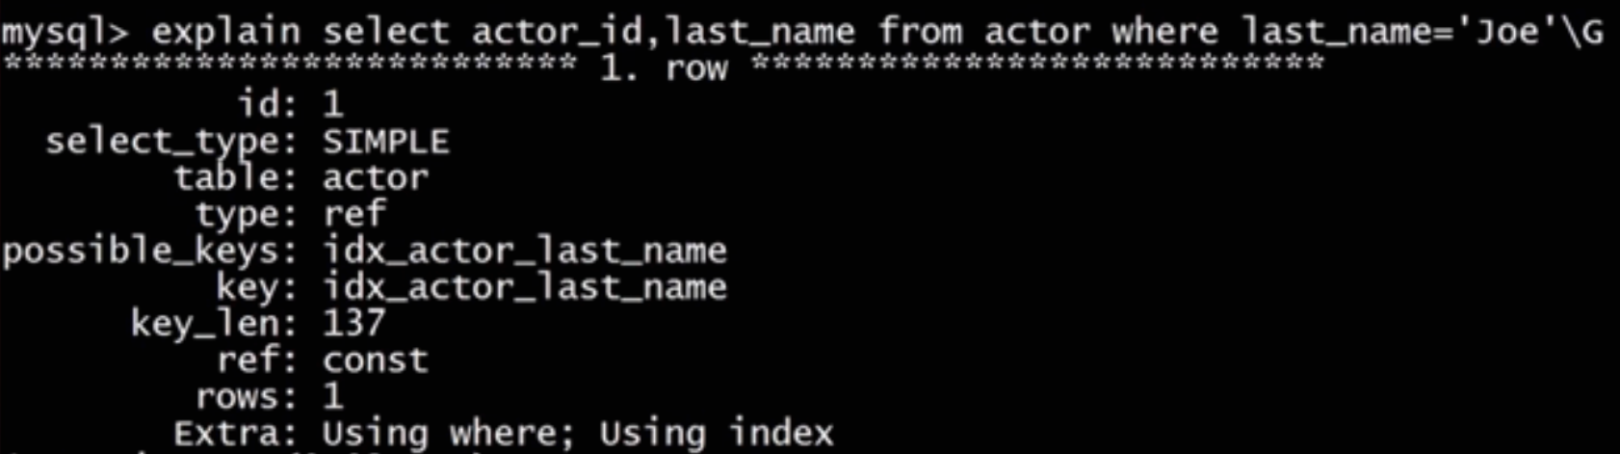 mysql> explain select actor_id,last_name from actor where last_name='Joe'\G
*************************** 1. row ***************************
id: 1
select_type: SIMPLE
table: actor
type: ref
possible_keys: idx_actor_last_name
key: idx_actor_last_name
key_len: 137
ref: const
rows: 1
Extra: Using where; Using index